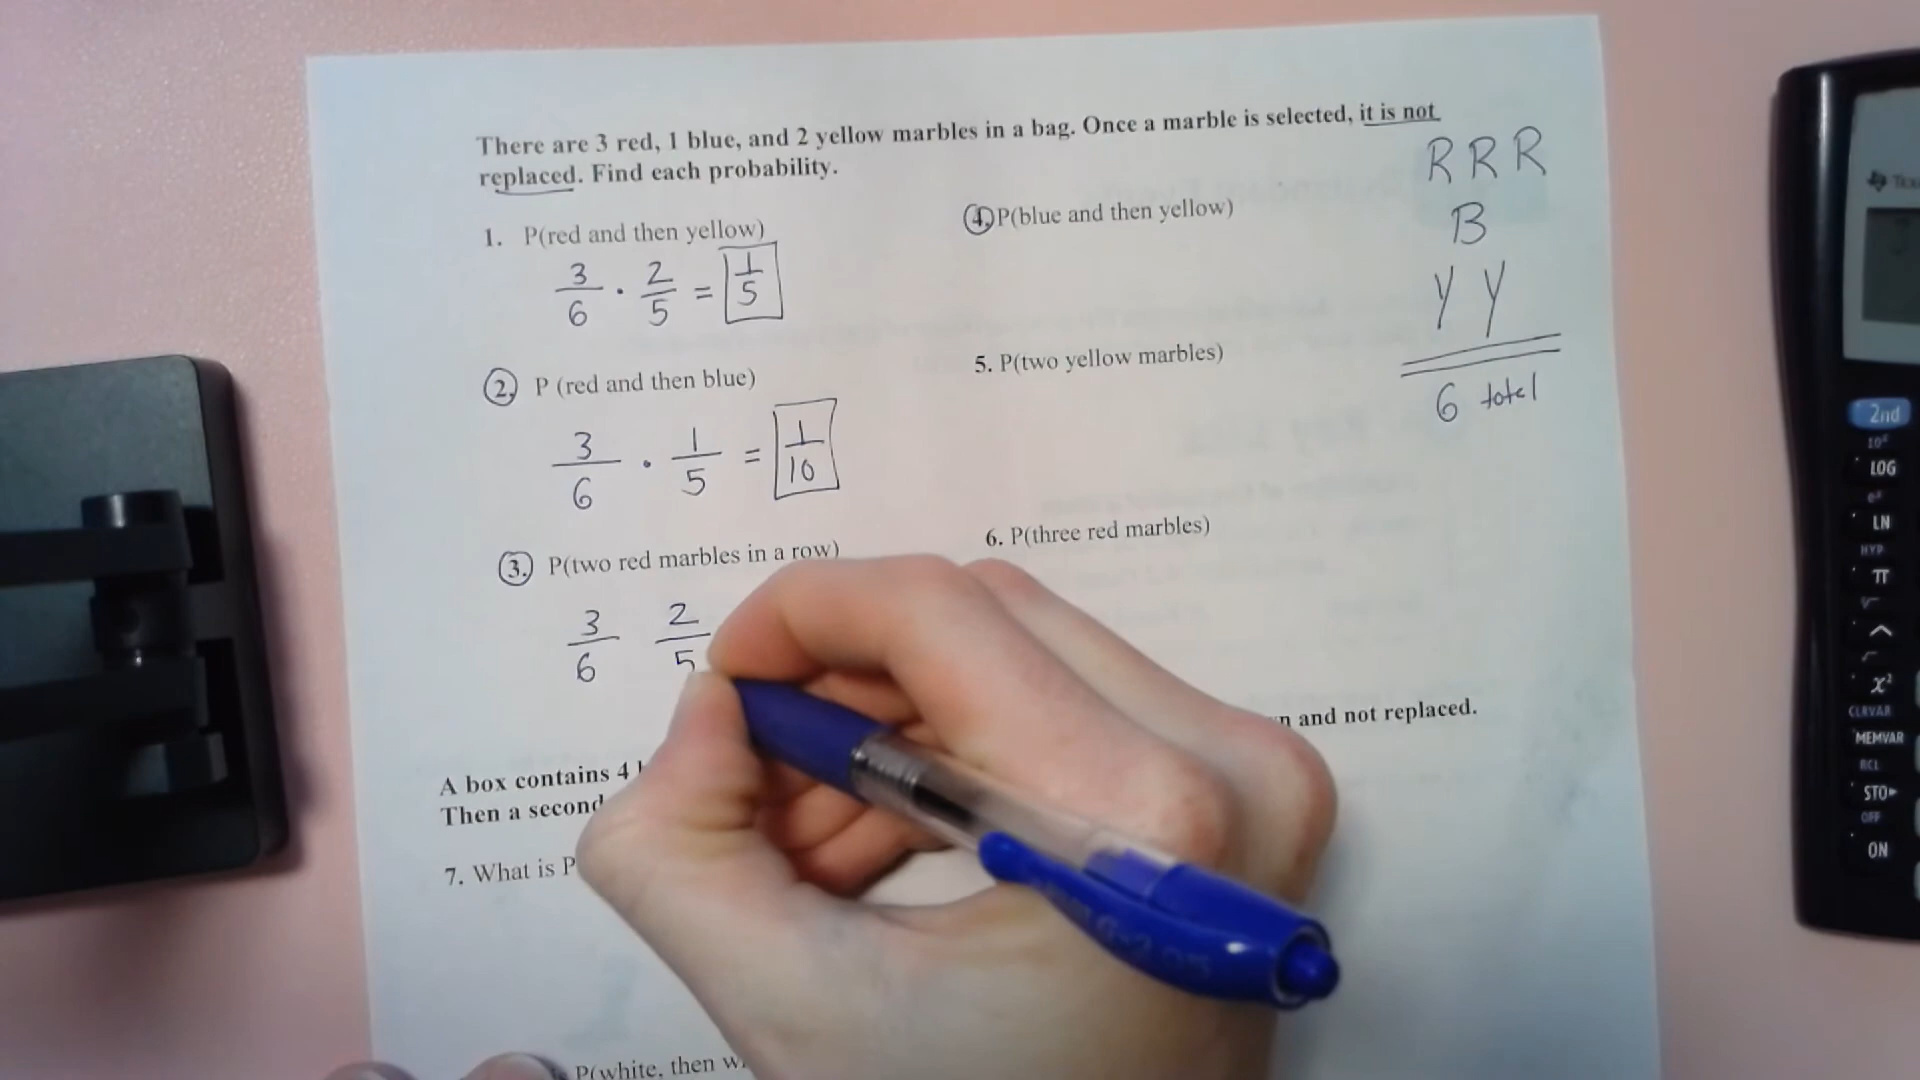 There are 3 red, 1 blue, and 2 yellow marbles in a bag. Once a marble is selected, it is not
replaced. Find each probability.
1. P(red and then yellow)
3/6 · 2/5 = 1/5
2. P (red and then blue)
3/6 · 1/5 = 1/10
3. P(two red marbles in a row)
3/6 2/5
4. P(blue and then yellow)
5. P(two yellow marbles)
6. P(three red marbles)
R R R
B
Y Y
6 total
A box contains 4
and not replaced.
Then a second
7. What is P
P(white, then
2nd
10ˣ
LOG
eˣ
LN
HYP
π
^
x²
CLRVAR
MEMVAR
RCL
STO▸
OFF
ON